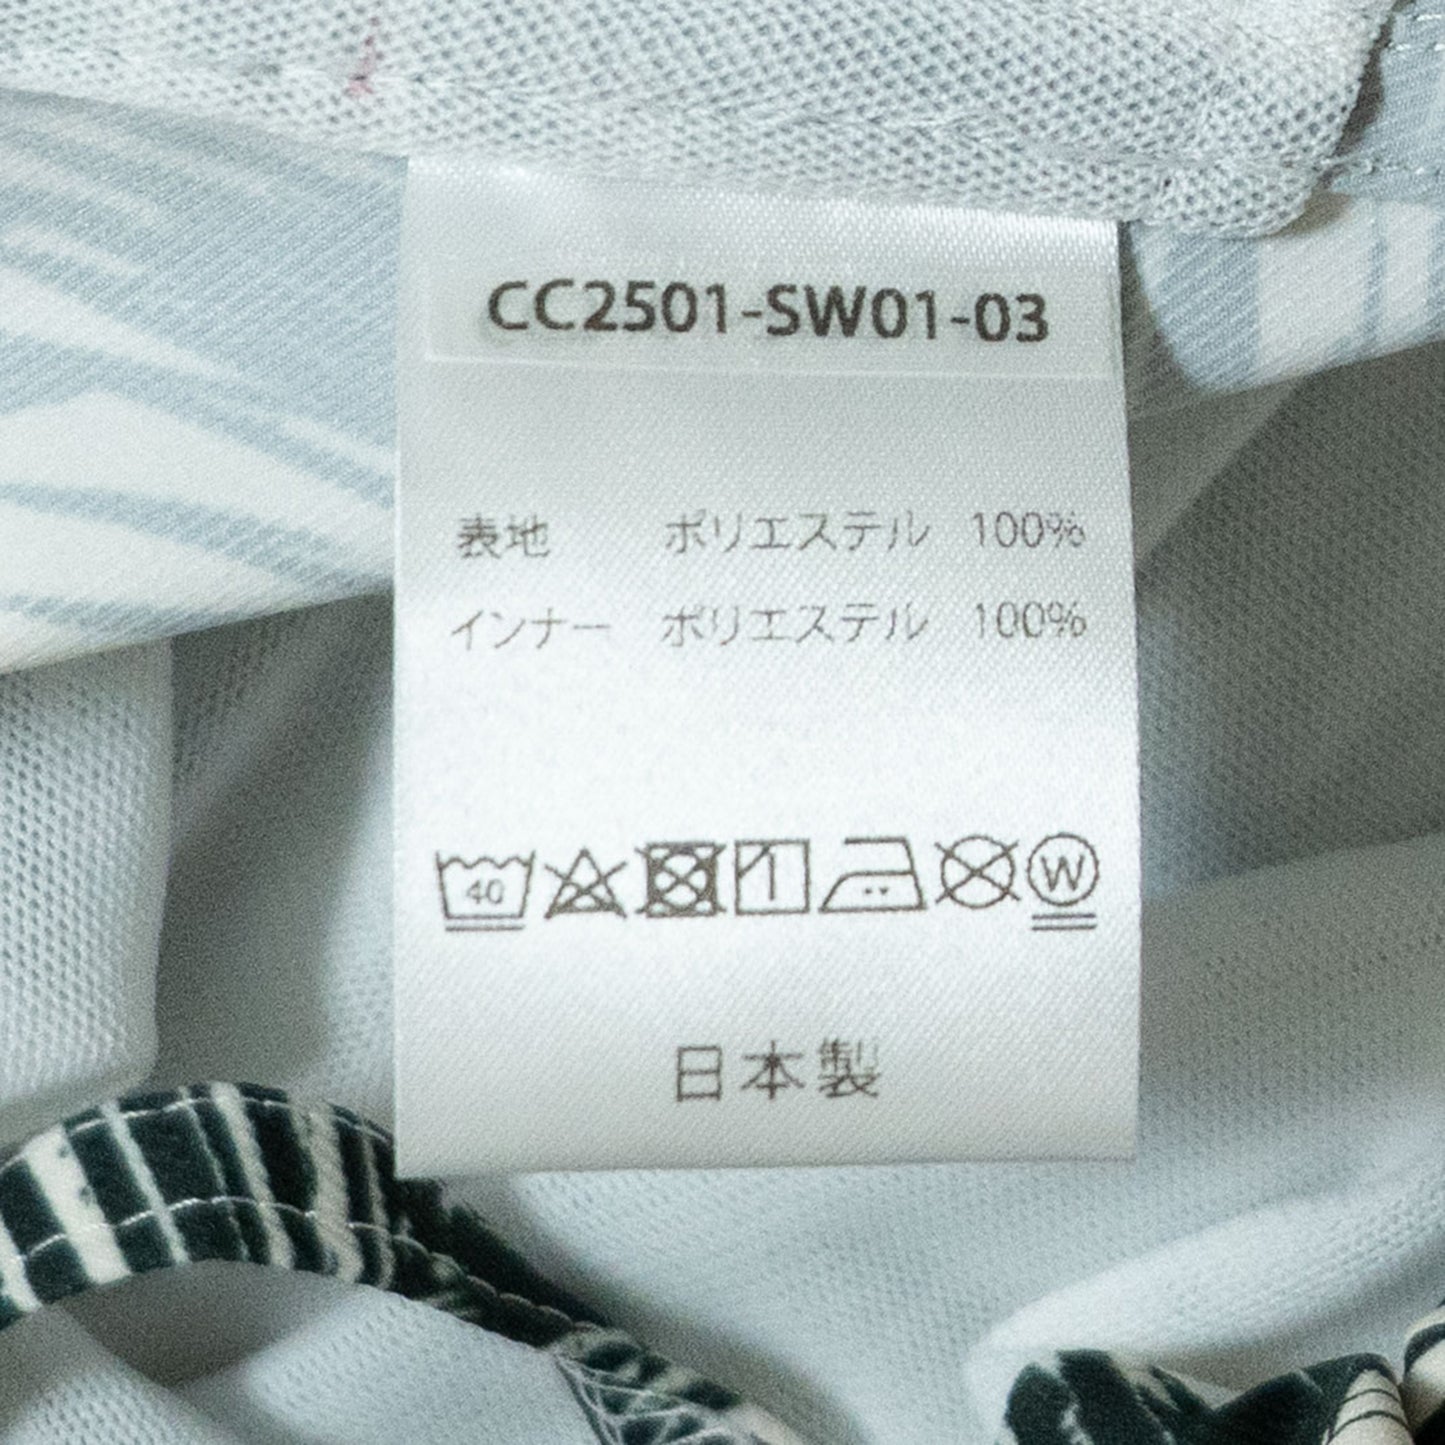 CC2501-SW01-03
表地 ポリエステル 100%
インナー ポリエステル 100%
40 W
日本製